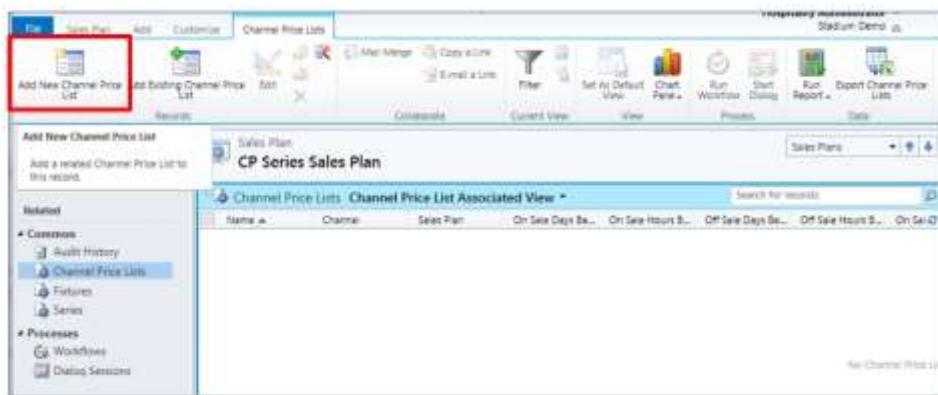 Hospitality Administrator
Stadium Demo
File Sales Plan Add Customize Channel Price Lists
Add New Channel Price List
Add Existing Channel Price List
Edit
Mail Merge Copy a Link
E-mail a Link
Filter
Set As Default View
Chart Pane
Run Workflow
Start Dialog
Run Report
Export Channel Price Lists
Records Collaborate Current View View Process Data
Add New Channel Price List
Add a related Channel Price List to this record.
Sales Plan
CP Series Sales Plan
Sales Plans
Channel Price Lists Channel Price List Associated View
Search for records
Name Channel Sales Plan On Sale Days Be... On Sale Hours B... Off Sale Days Be... Off Sale Hours B... On Sal
Related
Common
Audit History
Channel Price Lists
Fixtures
Series
Processes
Workflows
Dialog Sessions
No Channel Price Li